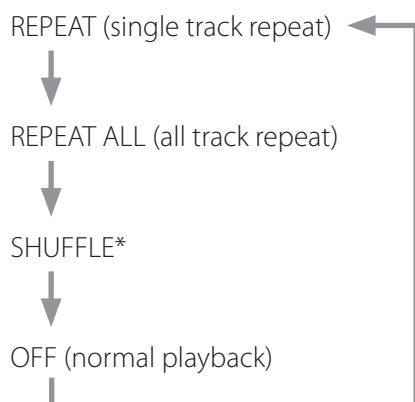 REPEAT (single track repeat)
REPEAT ALL (all track repeat)
SHUFFLE*
OFF (normal playback)